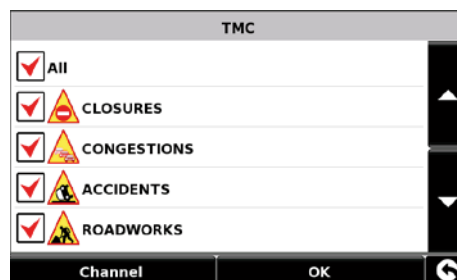 TMC
All
CLOSURES
CONGESTIONS
ACCIDENTS
ROADWORKS
Channel OK